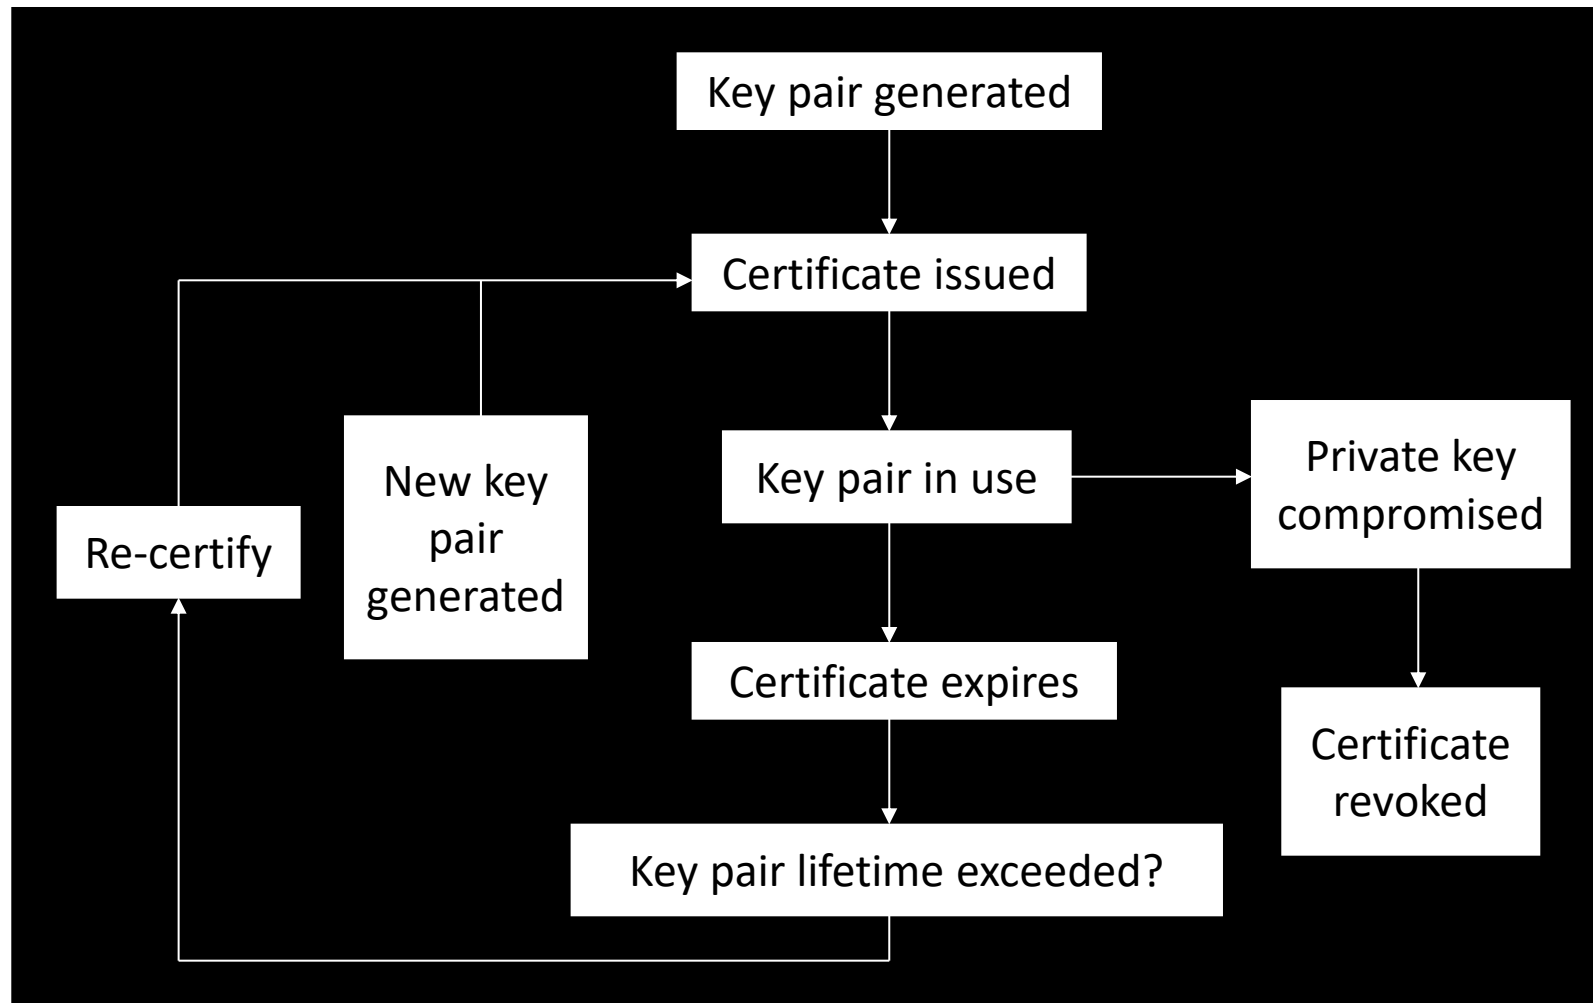 Key pair generated
Certificate issued
New key
pair
generated
Re-certify
Key pair in use
Private key
compromised
Certificate expires
Certificate
revoked
Key pair lifetime exceeded?